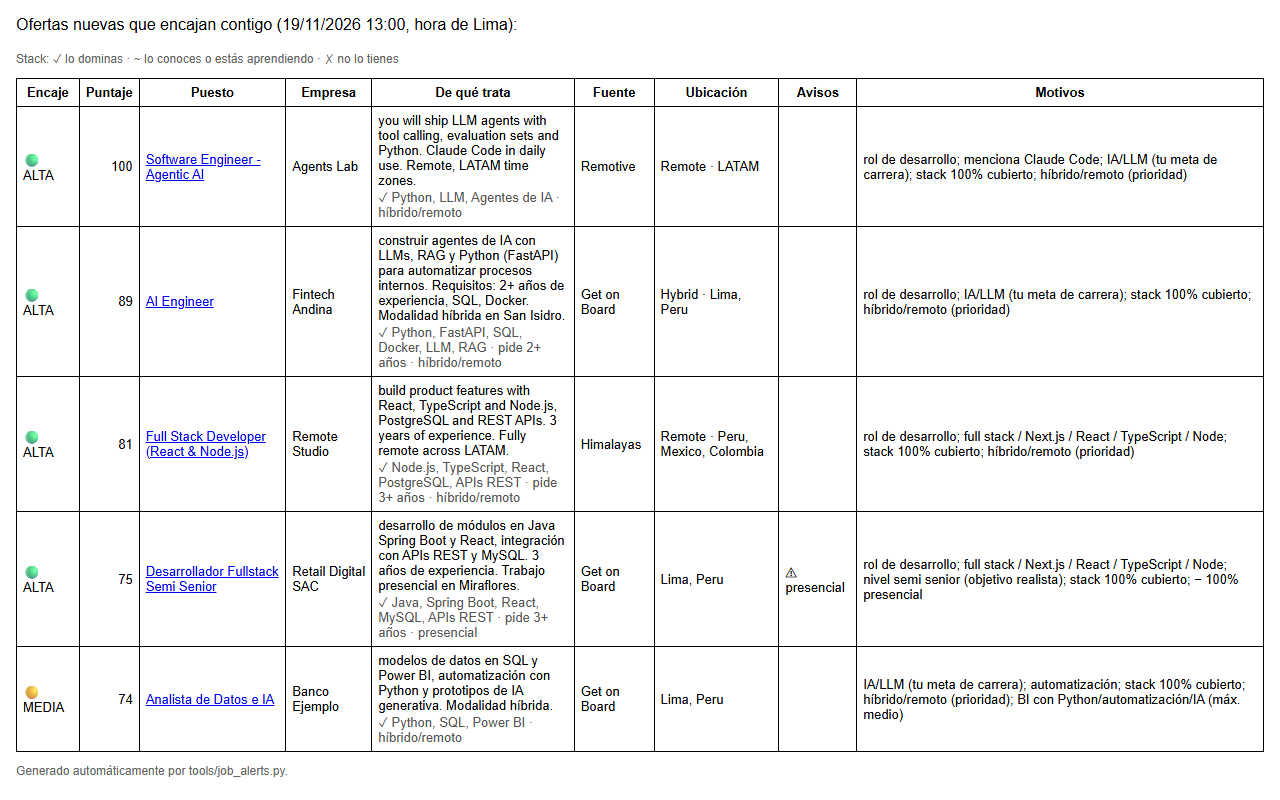 Ofertas nuevas que encajan contigo (19/11/2026 13:00, hora de Lima):
Stack: ✓ lo dominas · ~ lo conoces o estás aprendiendo · ✗ no lo tienes
Encaje Puntaje Puesto Empresa De qué trata Fuente Ubicación Avisos Motivos
ALTA
100
Software Engineer -
Agentic AI
Agents Lab
you will ship LLM agents with
tool calling, evaluation sets and
Python. Claude Code in daily
use. Remote, LATAM time
zones.
✓ Python, LLM, Agentes de IA ·
híbrido/remoto
Remotive
Remote · LATAM
rol de desarrollo; menciona Claude Code; IA/LLM (tu meta de
carrera); stack 100% cubierto; híbrido/remoto (prioridad)
ALTA
89
AI Engineer
Fintech
Andina
construir agentes de IA con
LLMs, RAG y Python (FastAPI)
para automatizar procesos
internos. Requisitos: 2+ años de
experiencia, SQL, Docker.
Modalidad híbrida en San Isidro.
✓ Python, FastAPI, SQL,
Docker, LLM, RAG · pide 2+
años · híbrido/remoto
Get on
Board
Hybrid · Lima,
Peru
rol de desarrollo; IA/LLM (tu meta de carrera); stack 100% cubierto;
híbrido/remoto (prioridad)
ALTA
81
Full Stack Developer
(React & Node.js)
Remote
Studio
build product features with
React, TypeScript and Node.js,
PostgreSQL and REST APIs. 3
years of experience. Fully
remote across LATAM.
✓ Node.js, TypeScript, React,
PostgreSQL, APIs REST · pide
3+ años · híbrido/remoto
Himalayas
Remote · Peru,
Mexico, Colombia
rol de desarrollo; full stack / Next.js / React / TypeScript / Node;
stack 100% cubierto; híbrido/remoto (prioridad)
ALTA
75
Desarrollador Fullstack
Semi Senior
Retail Digital
SAC
desarrollo de módulos en Java
Spring Boot y React, integración
con APIs REST y MySQL. 3
años de experiencia. Trabajo
presencial en Miraflores.
✓ Java, Spring Boot, React,
MySQL, APIs REST · pide 3+
años · presencial
Get on
Board
Lima, Peru
⚠
presencial
rol de desarrollo; full stack / Next.js / React / TypeScript / Node;
nivel semi senior (objetivo realista); stack 100% cubierto; − 100%
presencial
MEDIA
74
Analista de Datos e IA
Banco
Ejemplo
modelos de datos en SQL y
Power BI, automatización con
Python y prototipos de IA
generativa. Modalidad híbrida.
✓ Python, SQL, Power BI ·
híbrido/remoto
Get on
Board
Lima, Peru
IA/LLM (tu meta de carrera); automatización; stack 100% cubierto;
híbrido/remoto (prioridad); BI con Python/automatización/IA (máx.
medio)
Generado automáticamente por tools/job_alerts.py.